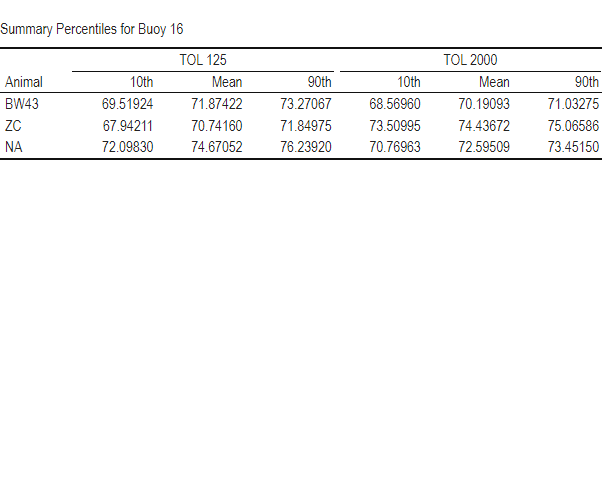 Summary Percentiles for Buoy 16
TOL 125 TOL 2000
Animal 10th Mean 90th 10th Mean 90th
BW43 69.51924 71.87422 73.27067 68.56960 70.19093 71.03275
ZC 67.94211 70.74160 71.84975 73.50995 74.43672 75.06586
NA 72.09830 74.67052 76.23920 70.76963 72.59509 73.45150